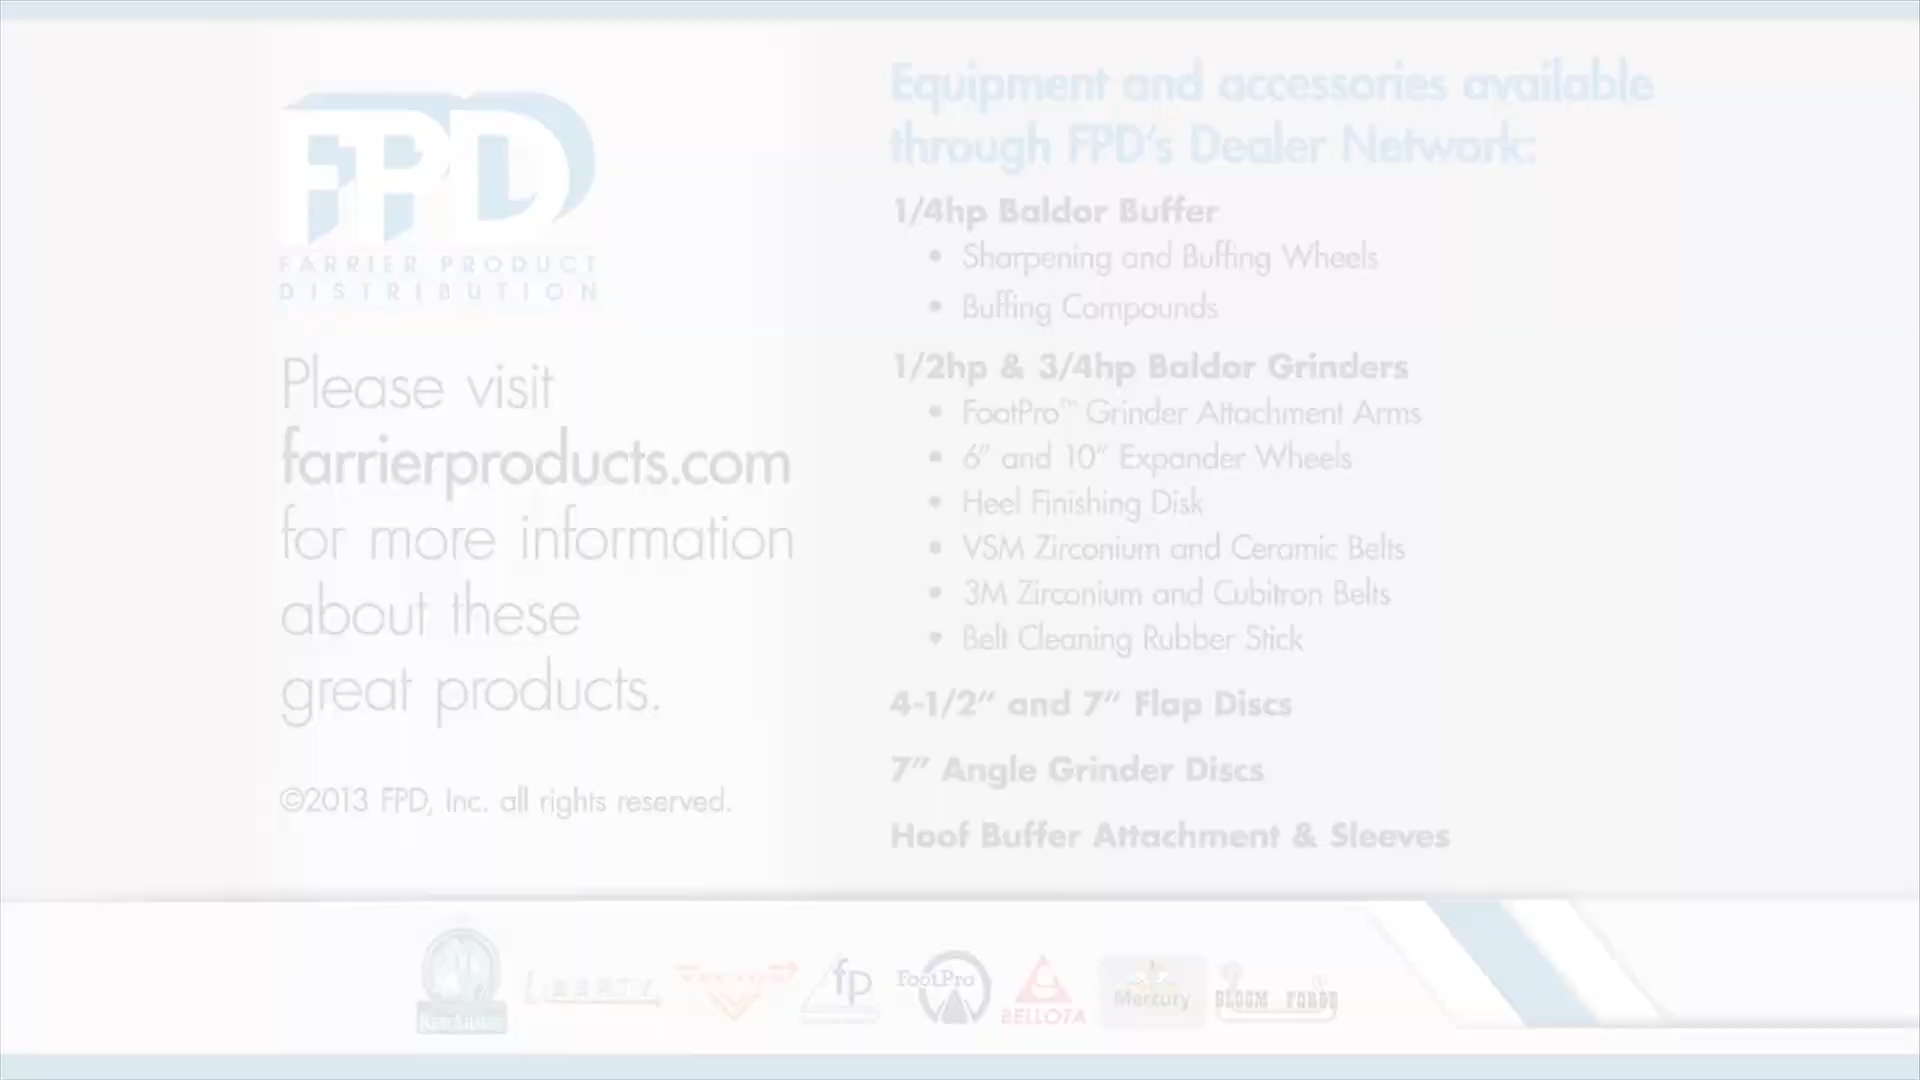 FPD
FARRIER PRODUCT
DISTRIBUTION
Please visit
farrierproducts.com
for more information
about these
great products.
©2013 FPD, Inc. all rights reserved.
Equipment and accessories available
through FPD's Dealer Network:
1/4hp Baldor Buffer
• Sharpening and Buffing Wheels
• Buffing Compounds
1/2hp & 3/4hp Baldor Grinders
• FootPro™ Grinder Attachment Arms
• 6" and 10" Expander Wheels
• Heel Finishing Disk
• VSM Zirconium and Ceramic Belts
• 3M Zirconium and Cubitron Belts
• Belt Cleaning Rubber Stick
4-1/2" and 7" Flap Discs
7" Angle Grinder Discs
Hoof Buffer Attachment & Sleeves
LIBERTY
fp
FootPro
BELLOTA
Mercury
BLOOM FORGE